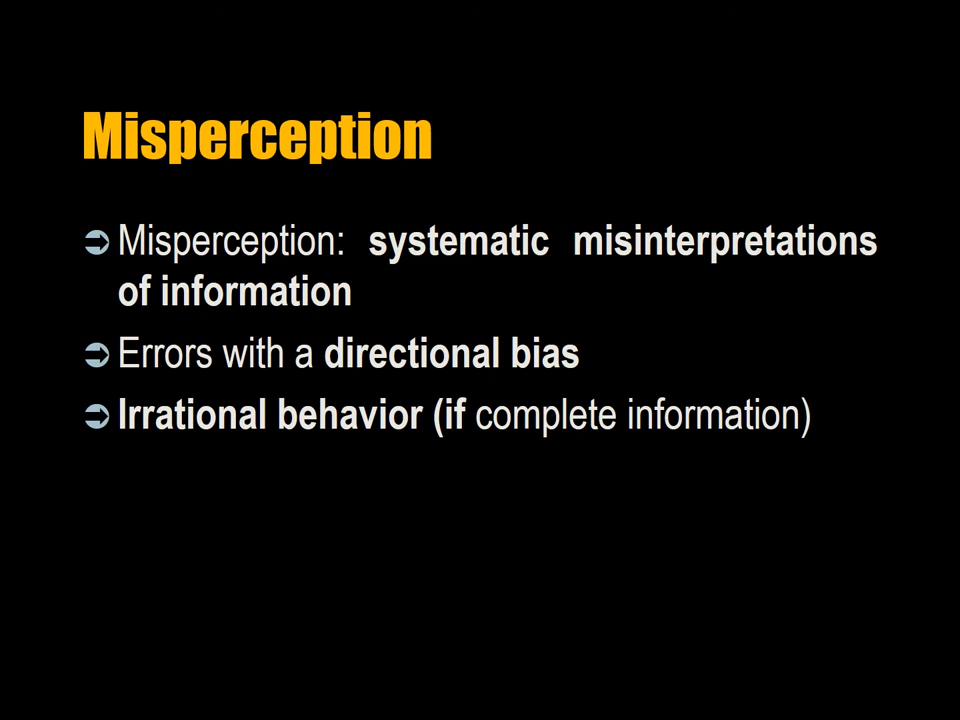 Misperception
➲ Misperception: systematic misinterpretations
of information
➲ Errors with a directional bias
➲ Irrational behavior (if complete information)